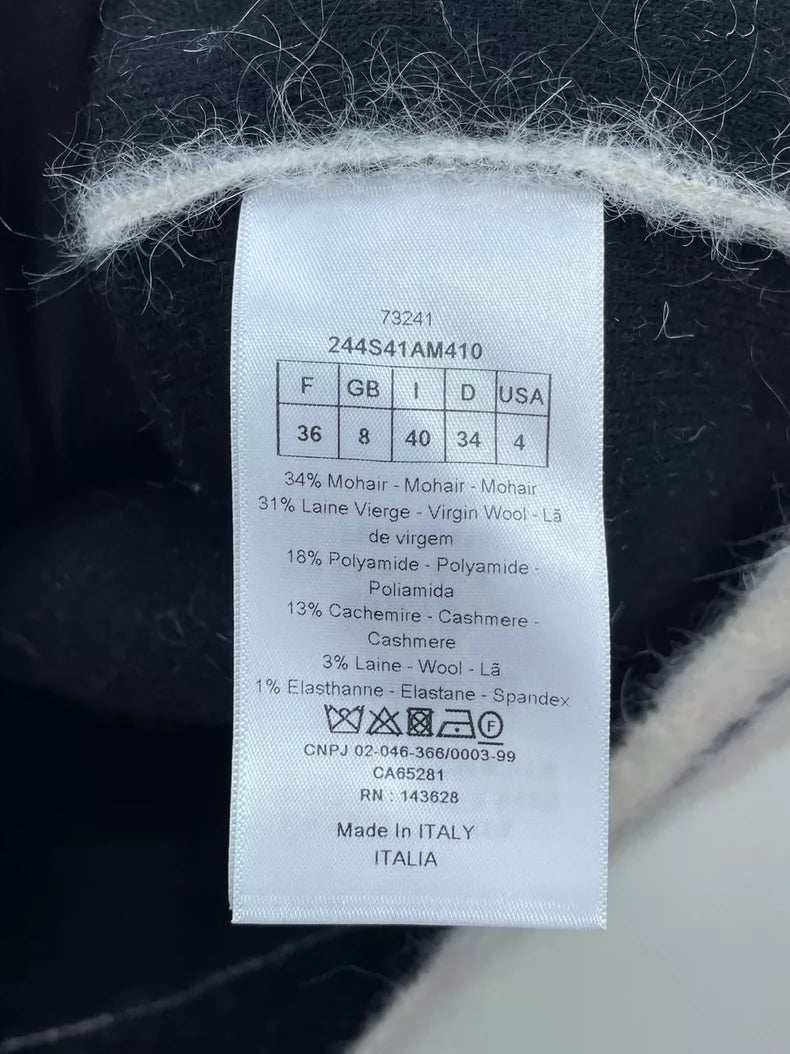 73241
244S41AM410
F GB I D USA
36 8 40 34 4
34% Mohair - Mohair - Mohair
31% Laine Vierge - Virgin Wool - Lã
de virgem
18% Polyamide - Polyamide -
Poliamida
13% Cachemire - Cashmere -
Cashmere
3% Laine - Wool - Lã
1% Elasthanne - Elastane - Spandex
F
CNPJ 02-046-366/0003-99
CA65281
RN : 143628
Made In ITALY
ITALIA